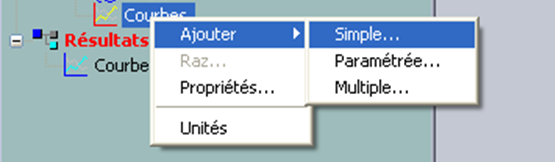 Courbes
Ajouter
Simple...
Résultats
Raz...
Paramétrée...
Courbe
Propriétés...
Multiple...
Unités